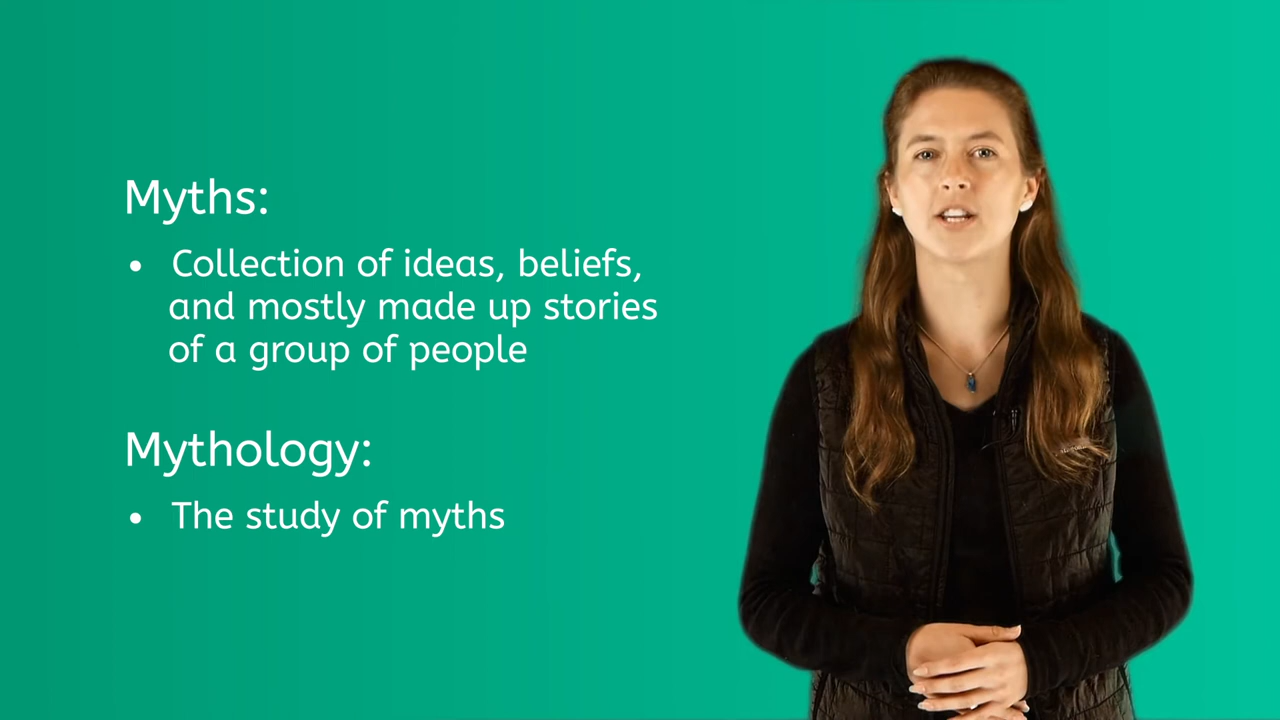 Myths:
• Collection of ideas, beliefs,
and mostly made up stories
of a group of people
Mythology:
• The study of myths